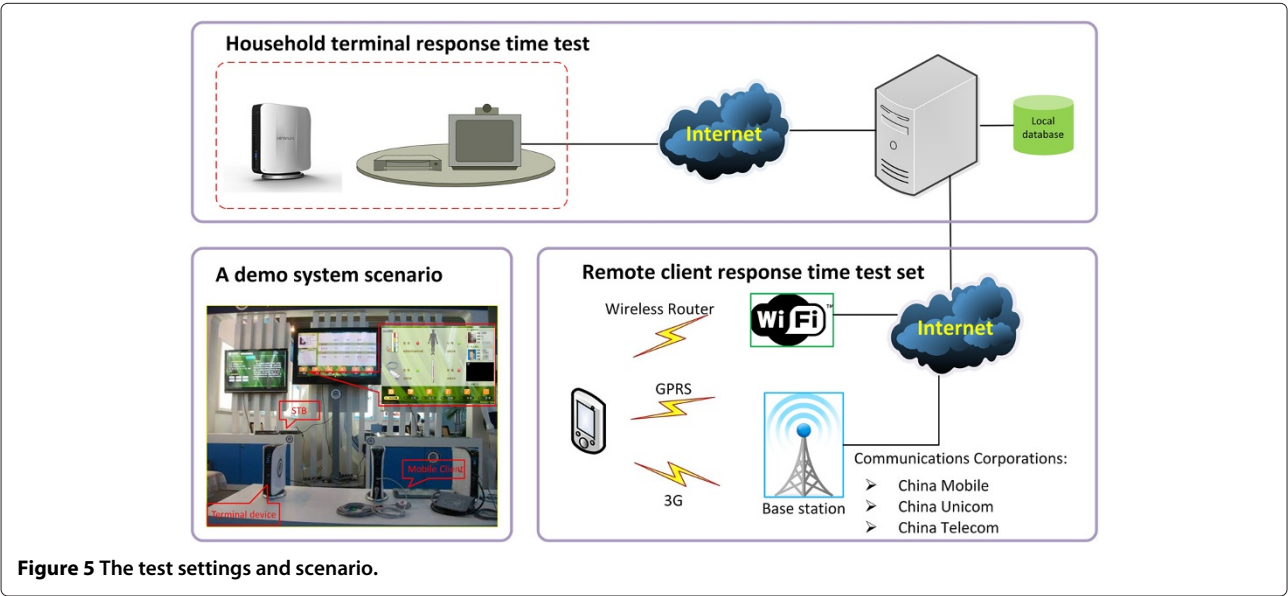 Household terminal response time test
Internet
Local
database
A demo system scenario
STB
Mobile Client
Terminal device
Remote client response time test set
Wireless Router
WiFi
TM
Internet
GPRS
3G
Base station
Communications Corporations:
➢ China Mobile
➢ China Unicom
➢ China Telecom
Figure 5 The test settings and scenario.